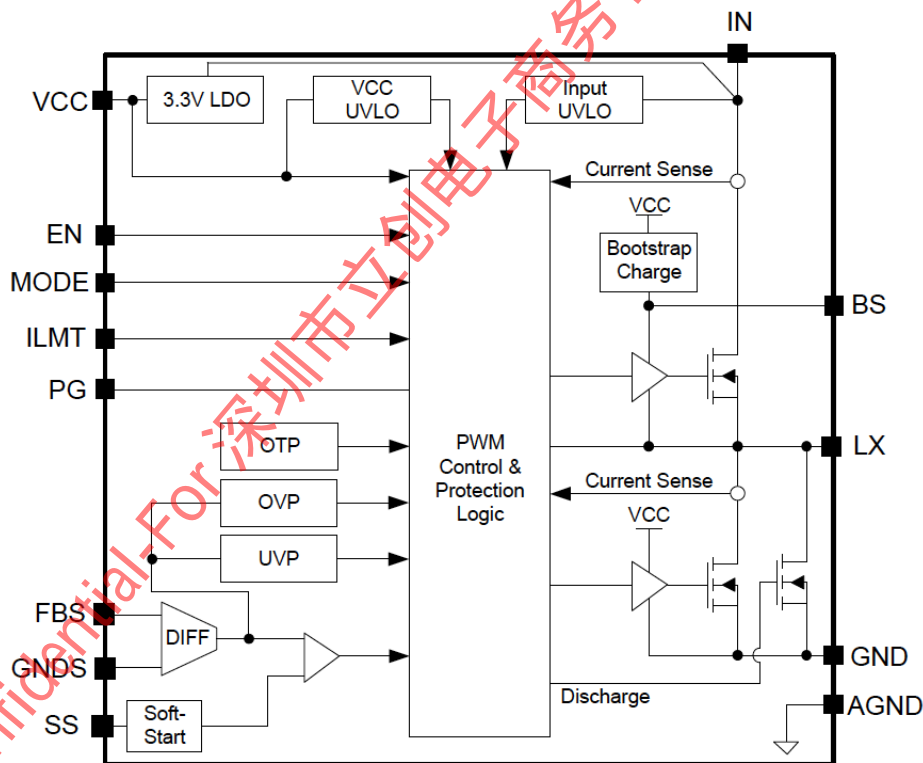 IN
VCC
3.3V LDO
VCC
UVLO
Input
UVLO
Current Sense
VCC
EN
Bootstrap
Charge
MODE
BS
ILMT
PG
OTP
PWM
Control &
Protection
Logic
LX
OVP
Current Sense
VCC
UVP
FBS
DIFF
GNDS
GND
Discharge
SS
Soft-
Start
AGND
nfidential-For 深圳市立创电子商务